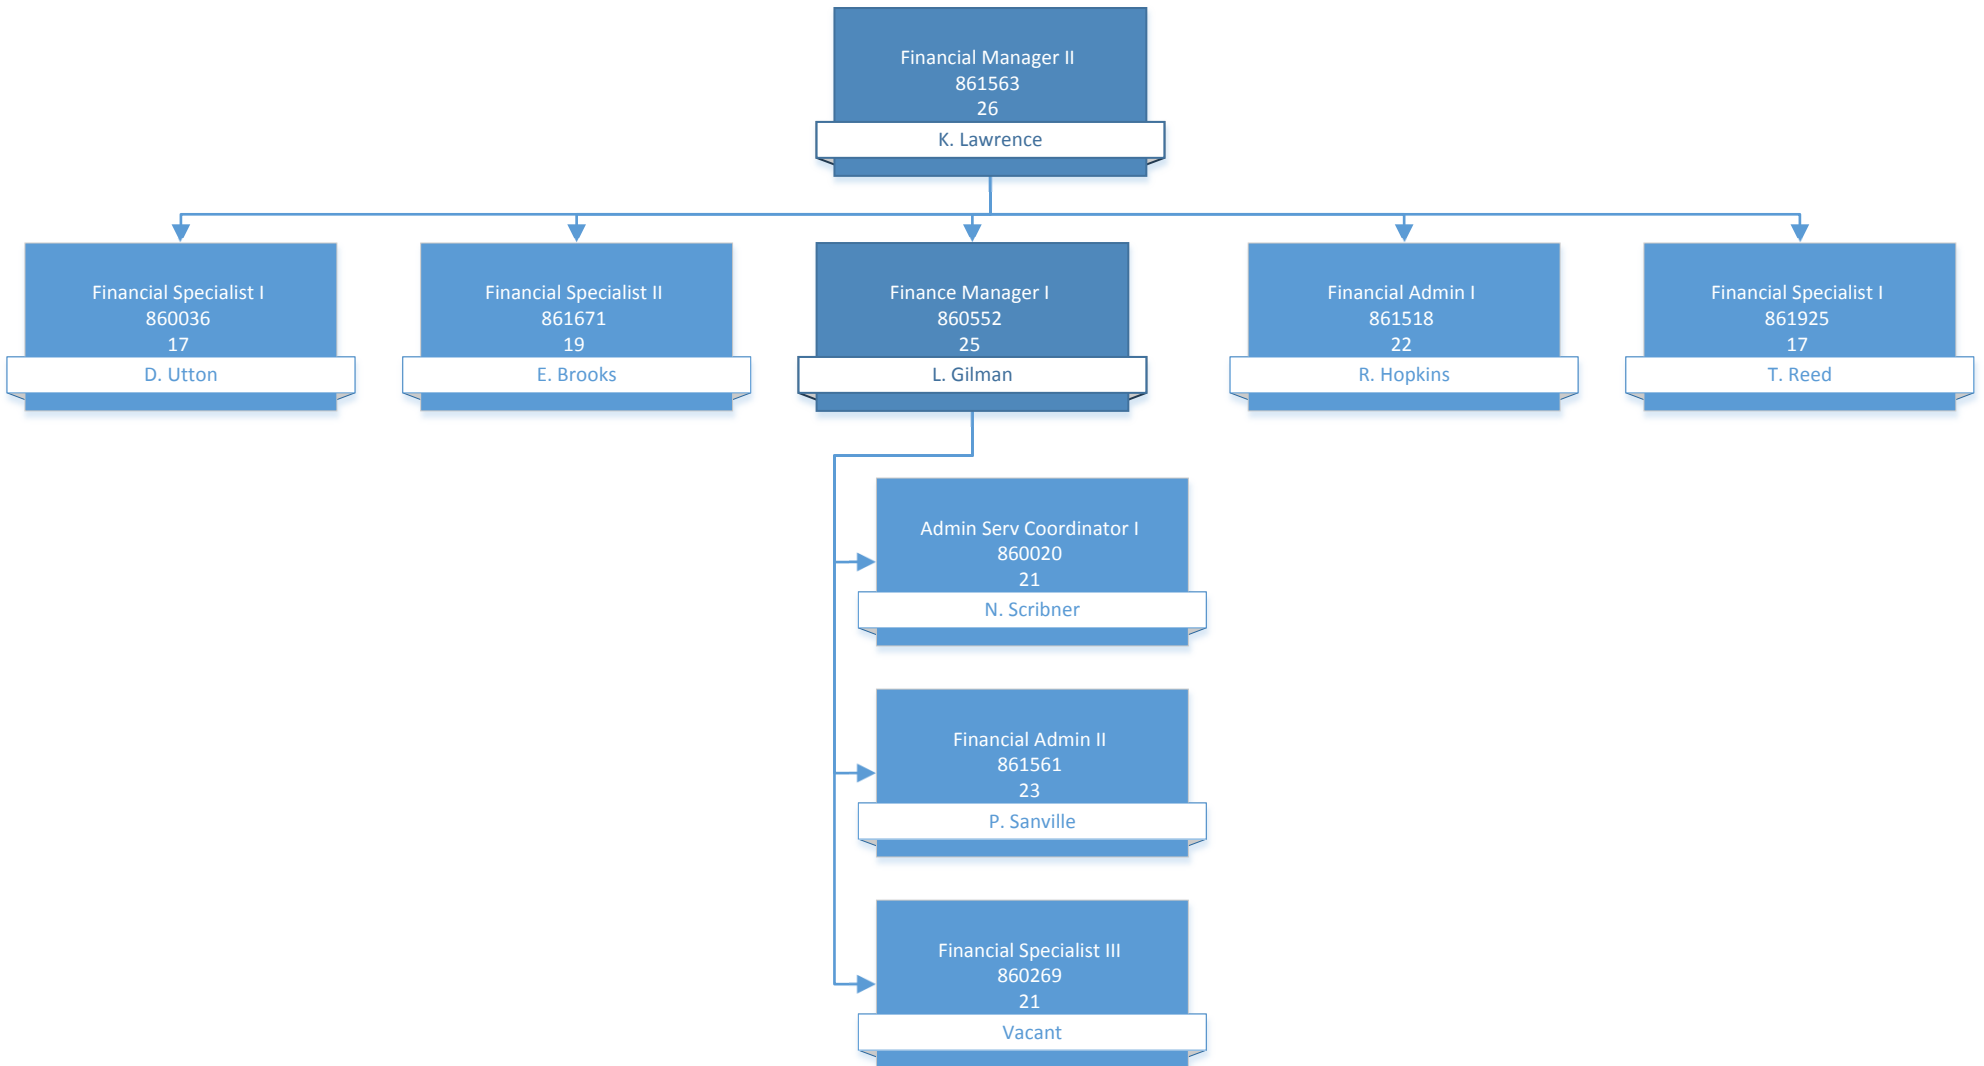 Financial Manager II
861563
26
K. Lawrence
Financial Specialist I
860036
17
D. Utton
Financial Specialist II
861671
19
E. Brooks
Finance Manager I
860552
25
L. Gilman
Financial Admin I
861518
22
R. Hopkins
Financial Specialist I
861925
17
T. Reed
Admin Serv Coordinator I
860020
21
N. Scribner
Financial Admin II
861561
23
P. Sanville
Financial Specialist III
860269
21
Vacant